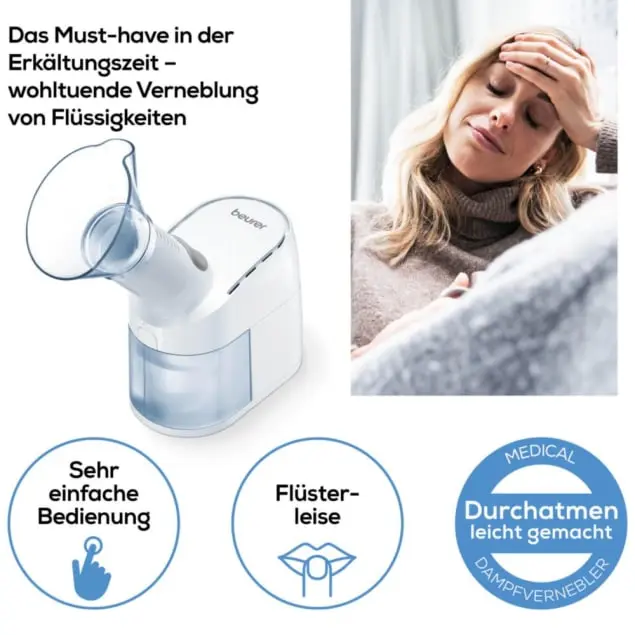 Das Must-have in der
Erkältungszeit –
wohltuende Verneblung
von Flüssigkeiten
beurer
Sehr
einfache
Bedienung
Flüster-
leise
MEDICAL
Durchatmen
leicht gemacht
DAMPFVERNEBLER